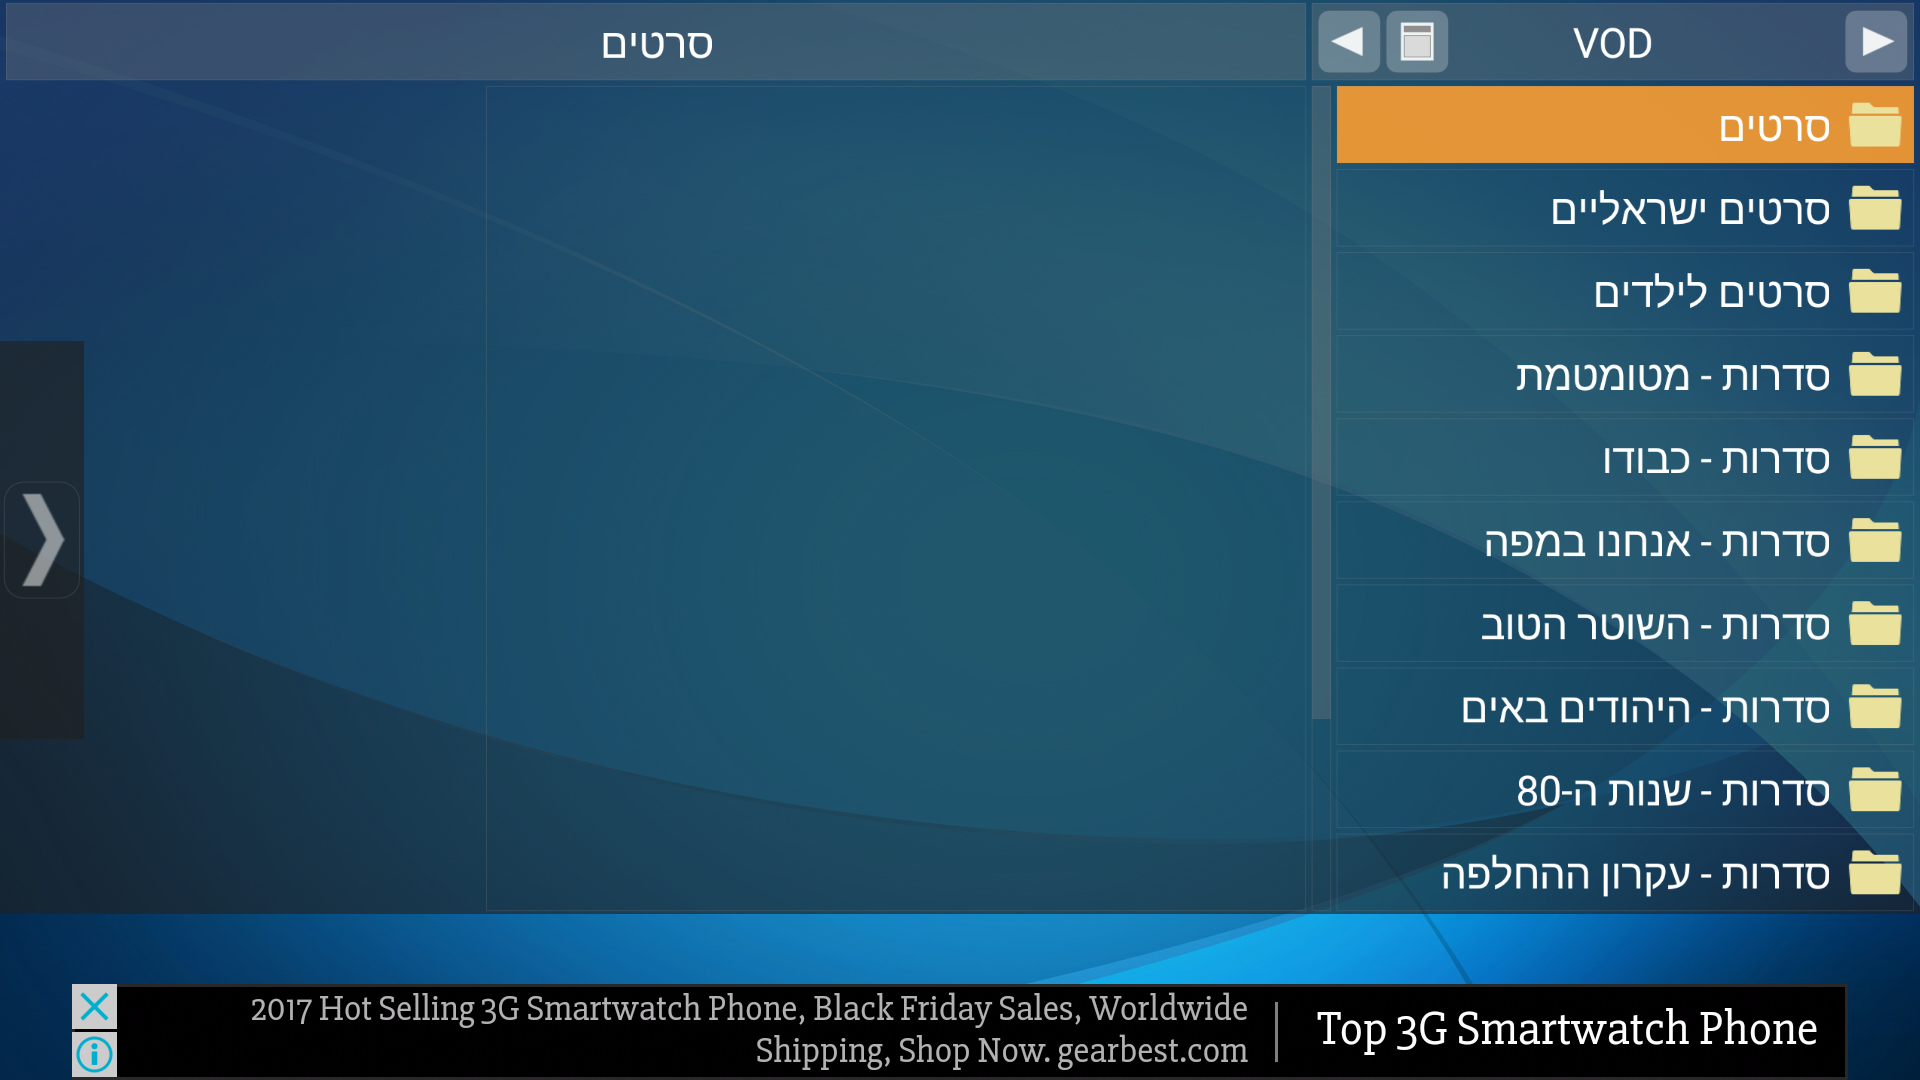 סרטים
VOD
סרטים
סרטים ישראליים
סרטים לילדים
סדרות - מטומטמת
סדרות - כבודו
סדרות - אנחנו במפה
סדרות - השוטר הטוב
סדרות - היהודים באים
סדרות - שנות ה-80
סדרות - עקרון ההחלפה
2017 Hot Selling 3G Smartwatch Phone, Black Friday Sales, Worldwide
Shipping, Shop Now. gearbest.com
Top 3G Smartwatch Phone